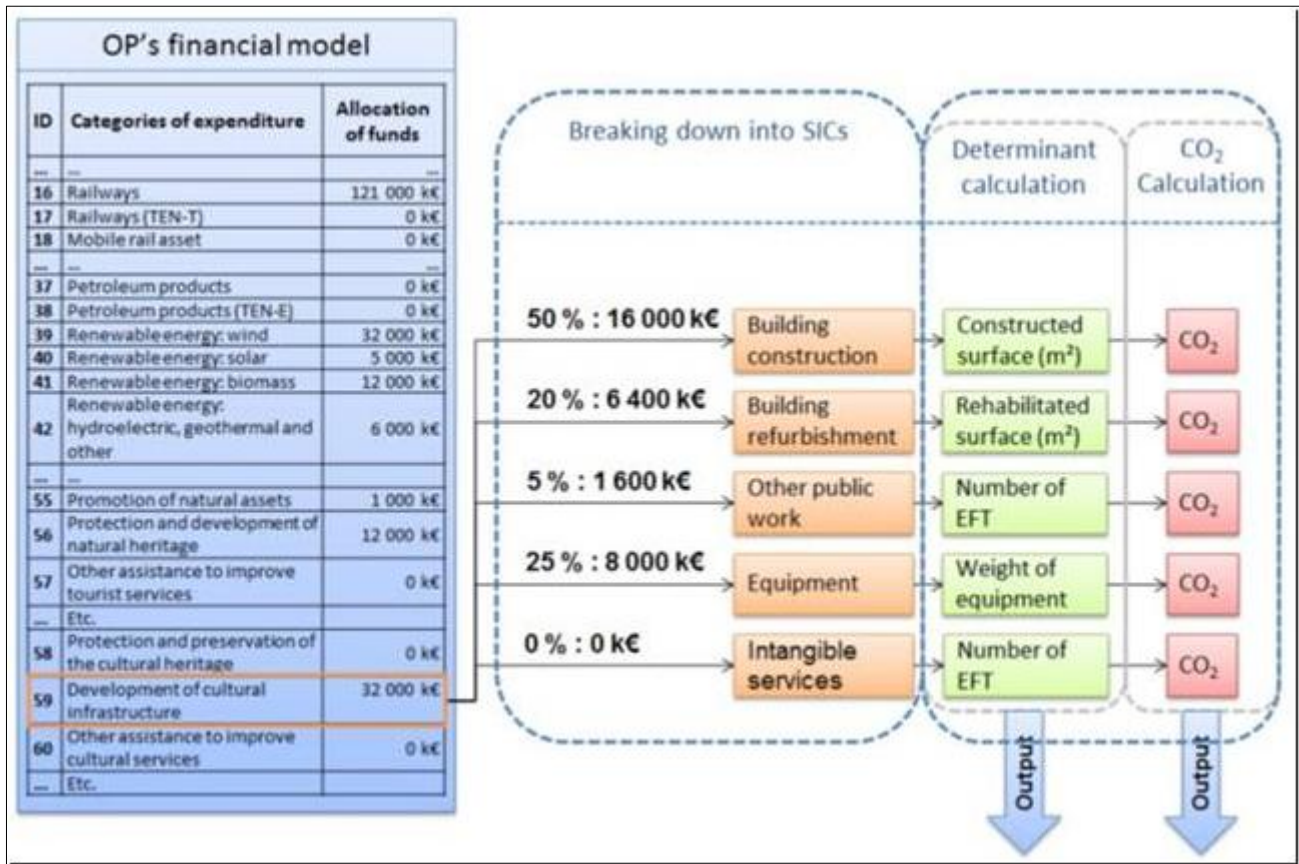 OP's financial model
ID Categories of expenditure Allocation of funds
... ... ...
16 Railways 121 000 k€
17 Railways (TEN-T) 0 k€
18 Mobile rail asset 0 k€
... ... ...
37 Petroleum products 0 k€
38 Petroleum products (TEN-E) 0 k€
39 Renewable energy: wind 32 000 k€
40 Renewable energy: solar 5 000 k€
41 Renewable energy: biomass 12 000 k€
42 Renewable energy:
hydroelectric, geothermal and
other 6 000 k€
... ...
55 Promotion of natural assets 1 000 k€
56 Protection and development of
natural heritage 12 000 k€
57 Other assistance to improve
tourist services 0 k€
... Etc.
58 Protection and preservation of
the cultural heritage 0 k€
59 Development of cultural
infrastructure 32 000 k€
60 Other assistance to improve
cultural services 0 k€
... Etc.
Breaking down into SICs
Determinant
calculation
CO₂
Calculation
50 % : 16 000 k€
Building
construction
Constructed
surface (m²)
CO₂
20 % : 6 400 k€
Building
refurbishment
Rehabilitated
surface (m²)
CO₂
5 % : 1 600 k€
Other public
work
Number of
EFT
CO₂
25 % : 8 000 k€
Equipment
Weight of
equipment
CO₂
0 % : 0 k€
Intangible
services
Number of
EFT
CO₂
Output
Output